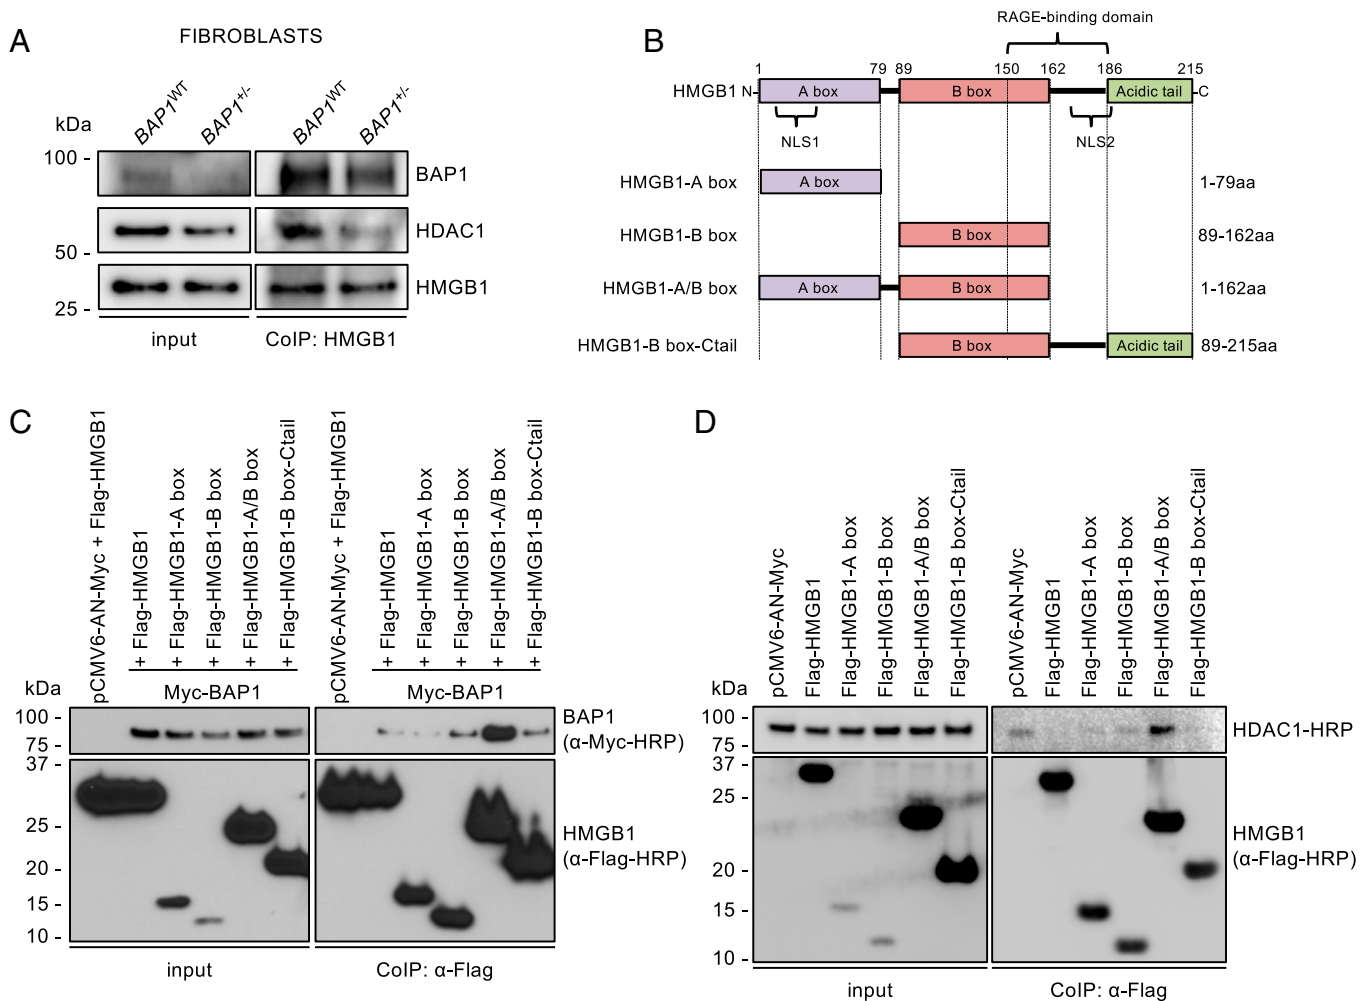 A
FIBROBLASTS
BAP1WT
BAP1+/-
BAP1WT
BAP1+/-
kDa
100 -
BAP1
HDAC1
50 -
HMGB1
25 -
input
CoIP: HMGB1
B
RAGE-binding domain
1 79 89 150 162 186 215
HMGB1 N- A box B box Acidic tail -C
NLS1 NLS2
HMGB1-A box A box 1-79aa
HMGB1-B box B box 89-162aa
HMGB1-A/B box A box B box 1-162aa
HMGB1-B box-Ctail B box Acidic tail 89-215aa
C
pCMV6-AN-Myc + Flag-HMGB1
+ Flag-HMGB1
+ Flag-HMGB1-A box
+ Flag-HMGB1-B box
+ Flag-HMGB1-A/B box
+ Flag-HMGB1-B box-Ctail
pCMV6-AN-Myc + Flag-HMGB1
+ Flag-HMGB1
+ Flag-HMGB1-A box
+ Flag-HMGB1-B box
+ Flag-HMGB1-A/B box
+ Flag-HMGB1-B box-Ctail
kDa
Myc-BAP1
Myc-BAP1
100 -
75 -
BAP1
(α-Myc-HRP)
37 -
25 -
20 -
15 -
10 -
HMGB1
(α-Flag-HRP)
input
CoIP: α-Flag
D
pCMV6-AN-Myc
Flag-HMGB1
Flag-HMGB1-A box
Flag-HMGB1-B box
Flag-HMGB1-A/B box
Flag-HMGB1-B box-Ctail
pCMV6-AN-Myc
Flag-HMGB1
Flag-HMGB1-A box
Flag-HMGB1-B box
Flag-HMGB1-A/B box
Flag-HMGB1-B box-Ctail
kDa
100 -
75 -
HDAC1-HRP
37 -
25 -
20 -
15 -
10 -
HMGB1
(α-Flag-HRP)
input
CoIP: α-Flag